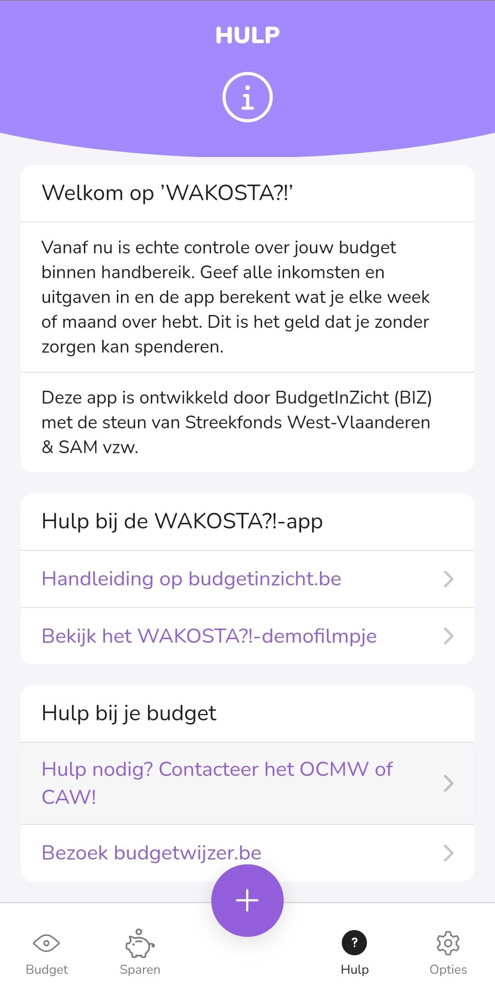 HULP
Welkom op ’WAKOSTA?!’
Vanaf nu is echte controle over jouw budget
binnen handbereik. Geef alle inkomsten en
uitgaven in en de app berekent wat je elke week
of maand over hebt. Dit is het geld dat je zonder
zorgen kan spenderen.
Deze app is ontwikkeld door BudgetInZicht (BIZ)
met de steun van Streekfonds West-Vlaanderen
& SAM vzw.
Hulp bij de WAKOSTA?!-app
Handleiding op budgetinzicht.be
Bekijk het WAKOSTA?!-demofilmpje
Hulp bij je budget
Hulp nodig? Contacteer het OCMW of
CAW!
Bezoek budgetwijzer.be
Budget
Sparen
Hulp
Opties